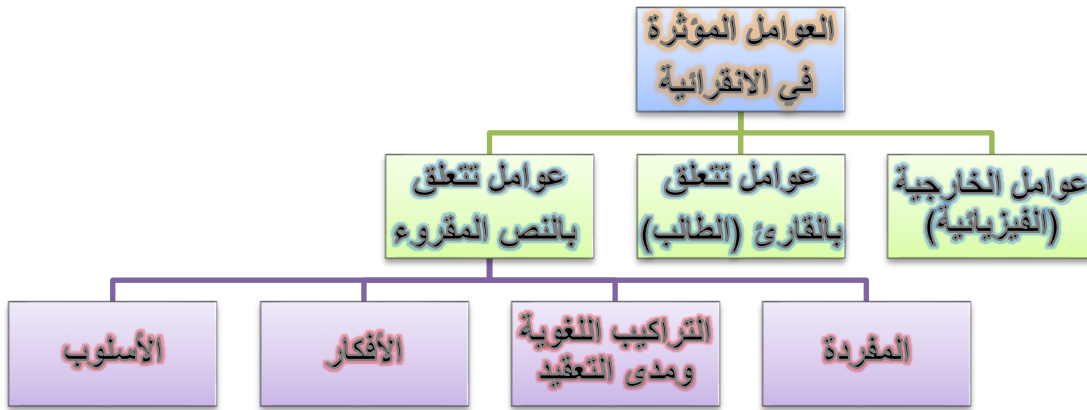 العوامل المؤثرة
في الانقرائية
عوامل الخارجية
(الفيزيائية)
عوامل تتعلق
بالقارئ (الطالب)
عوامل تتعلق
بالنص المقروء
المفردة
التراكيب اللغوية
ومدى التعقيد
الأفكار
الأسلوب